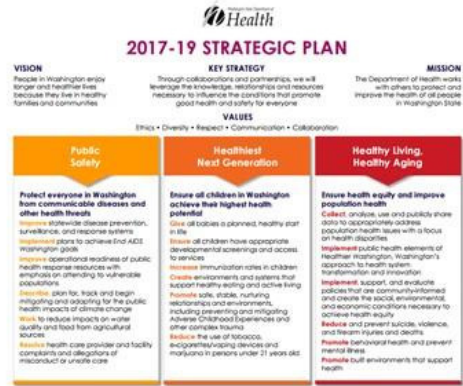 Washington State Department of
Health
2017-19 STRATEGIC PLAN
VISION
People in Washington enjoy
longer and healthier lives
because they live in healthy
families and communities
KEY STRATEGY
Through collaborations and partnerships, we will
leverage the knowledge, relationships and resources
necessary to influence the conditions that promote
good health and safety for everyone
MISSION
The Department of Health works
with others to protect and
improve the health of all people
in Washington State
VALUES
Ethics • Diversity • Respect • Communication • Collaboration
Public
Safety
Protect everyone in Washington
from communicable diseases and
other health threats
Improve statewide disease prevention,
surveillance, and response systems
Implement plans to achieve End AIDS
Washington goals
Improve operational readiness of public
health response resources with
emphasis on attending to vulnerable
populations
Describe, plan for, track and begin
mitigating and adapting for the public
health impacts of climate change
Work to reduce impacts on water
quality and food from agricultural
sources
Resolve health care provider and facility
complaints and allegations of
misconduct or unsafe care
Healthiest
Next Generation
Ensure all children in Washington
achieve their highest health
potential
Give all babies a planned, healthy start
in life
Ensure all children have appropriate
developmental screenings and access
to services
Increase immunization rates in children
Create environments and systems that
support healthy eating and active living
Promote safe, stable, nurturing
relationships and environments,
including preventing and mitigating
Adverse Childhood Experiences and
other complex trauma
Reduce the use of tobacco,
e-cigarettes/vaping devices and
marijuana in persons under 21 years old
Healthy Living,
Healthy Aging
Ensure health equity and improve
population health
Collect, analyze, use and publicly share
data to appropriately address
population health issues with a focus
on health disparities
Implement public health elements of
Healthier Washington, Washington's
approach to health system
transformation and innovation
Implement, support, and evaluate
policies that are community-informed
and create the social, environmental,
and economic conditions necessary to
achieve health equity
Reduce and prevent suicide, violence,
and firearm injuries and deaths
Promote behavioral health and prevent
mental illness
Promote built environments that support
health